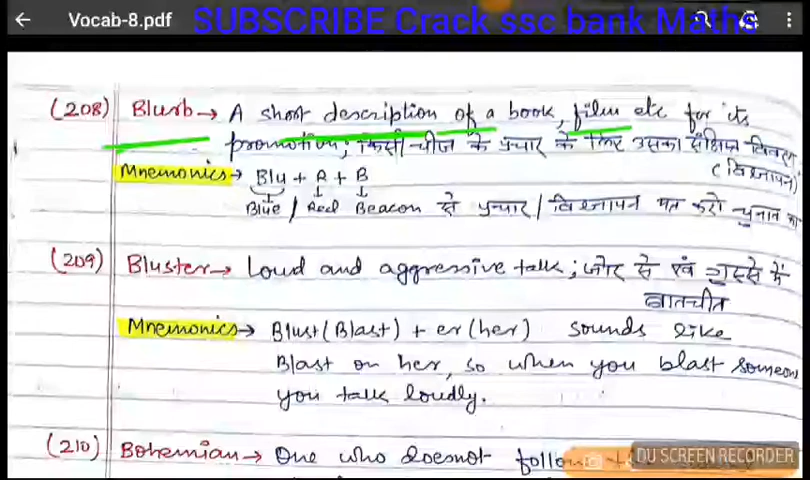 Vocab-8.pdf
SUBSCRIBE Crack ssc bank Maths
(208) Blurb→ A short description of a book, film etc for its
promotion; किसी चीज के प्रचार के लिए उसका संक्षिप्त विवरण
(विज्ञापन)
Mnemonics→ Blu + R + B
Blue / Red Beacon से प्रचार / विज्ञापन मत करो चुनाव का
(209) Bluster→ Loud and aggressive talk; जोर से एवं गुस्से में
बातचीत
Mnemonics→ Blust (Blast) + er (her) sounds like
Blast on her, so when you blast someone
you talk loudly.
(210) Bohemian→ One who doesnot follow
DU SCREEN RECORDER